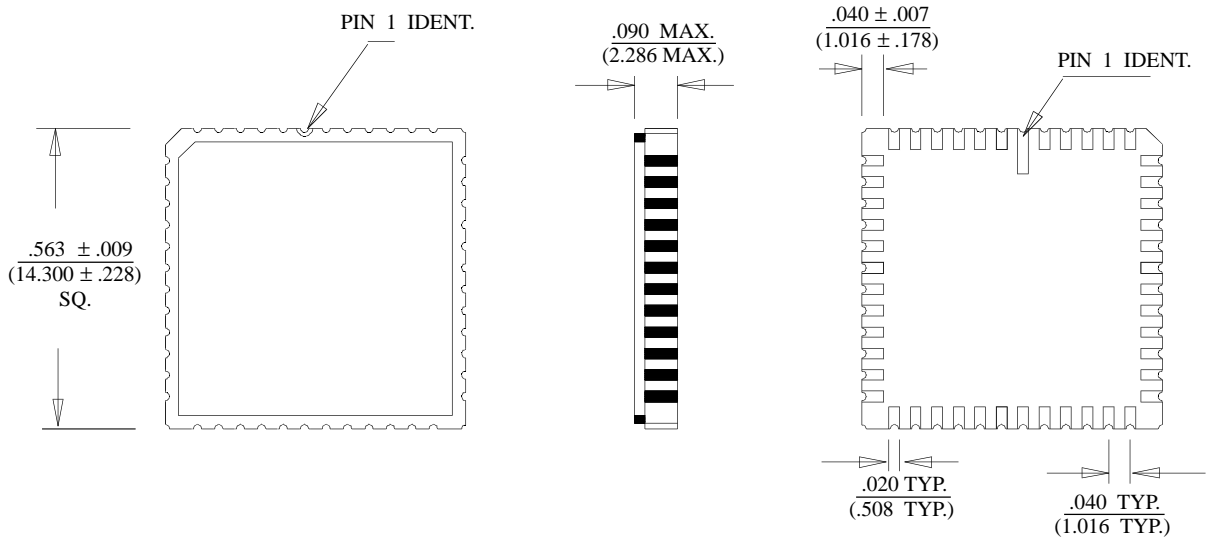 PIN 1 IDENT.
.090 MAX.
(2.286 MAX.)
.040 ± .007
(1.016 ± .178)
PIN 1 IDENT.
.563 ± .009
(14.300 ± .228)
SQ.
.020 TYP.
(.508 TYP.)
.040 TYP.
(1.016 TYP.)